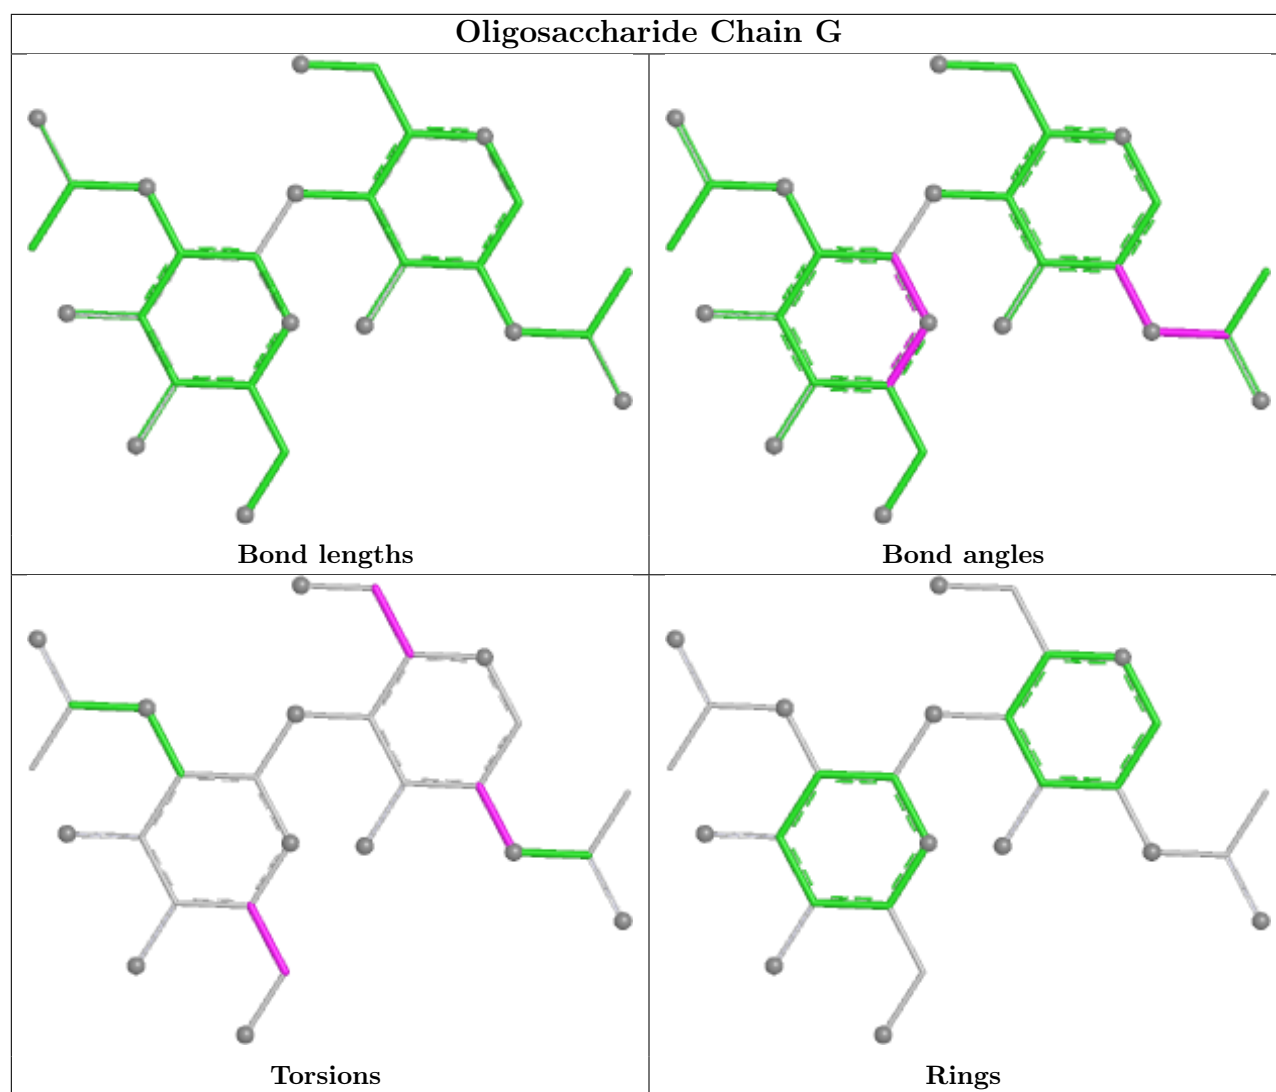 Oligosaccharide Chain G
Bond lengths
Bond angles
Torsions
Rings